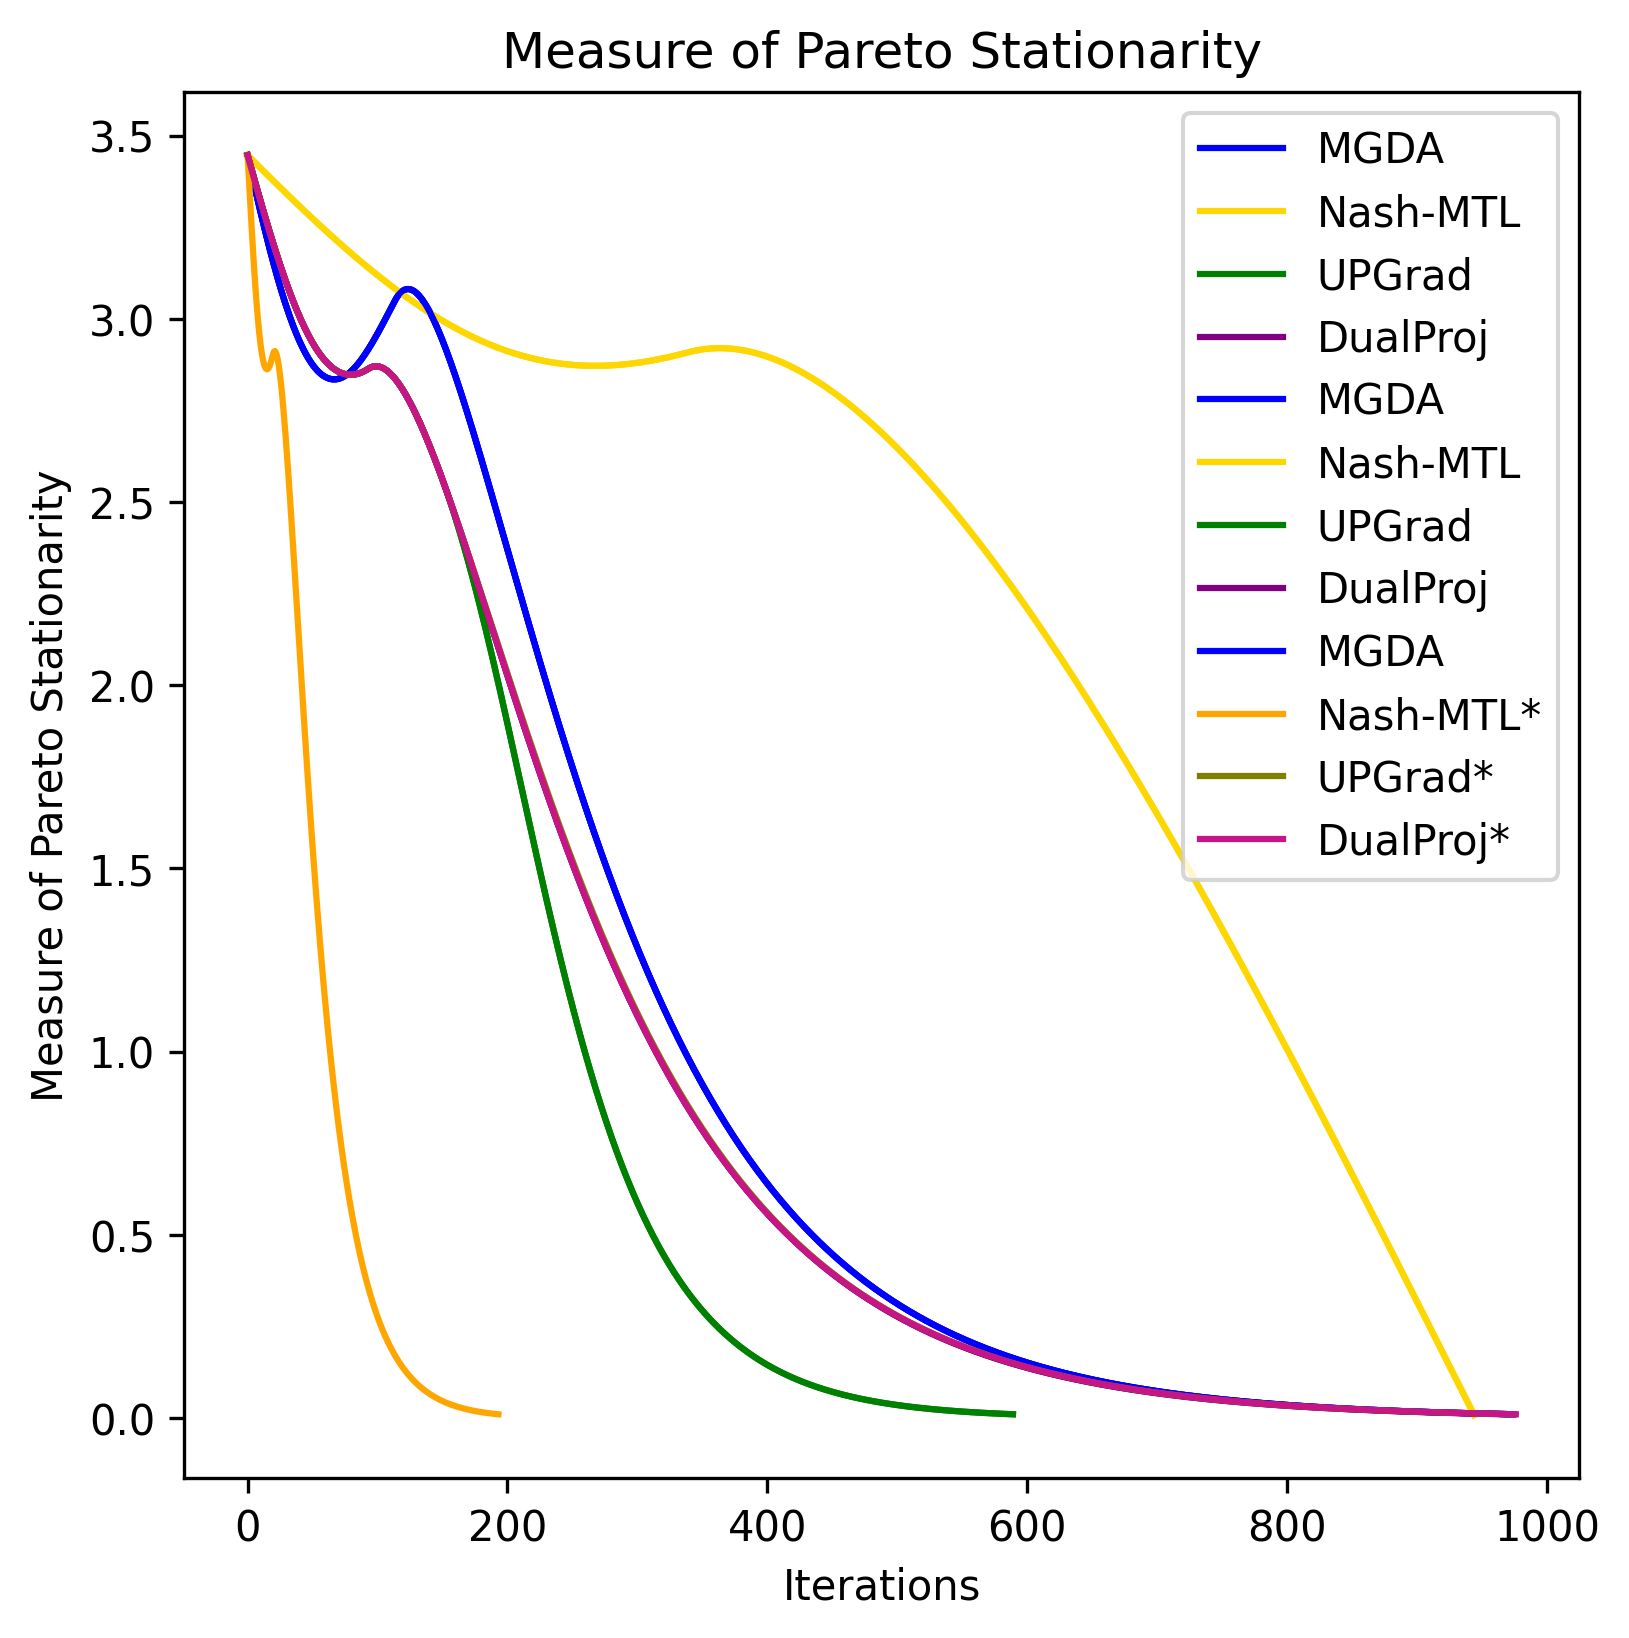 Measure of Pareto Stationarity
Measure of Pareto Stationarity
3.5
3.0
2.5
2.0
1.5
1.0
0.5
0.0
MGDA
Nash-MTL
UPGrad
DualProj
MGDA
Nash-MTL
UPGrad
DualProj
MGDA
Nash-MTL*
UPGrad*
DualProj*
0
200
400
600
800
1000
Iterations